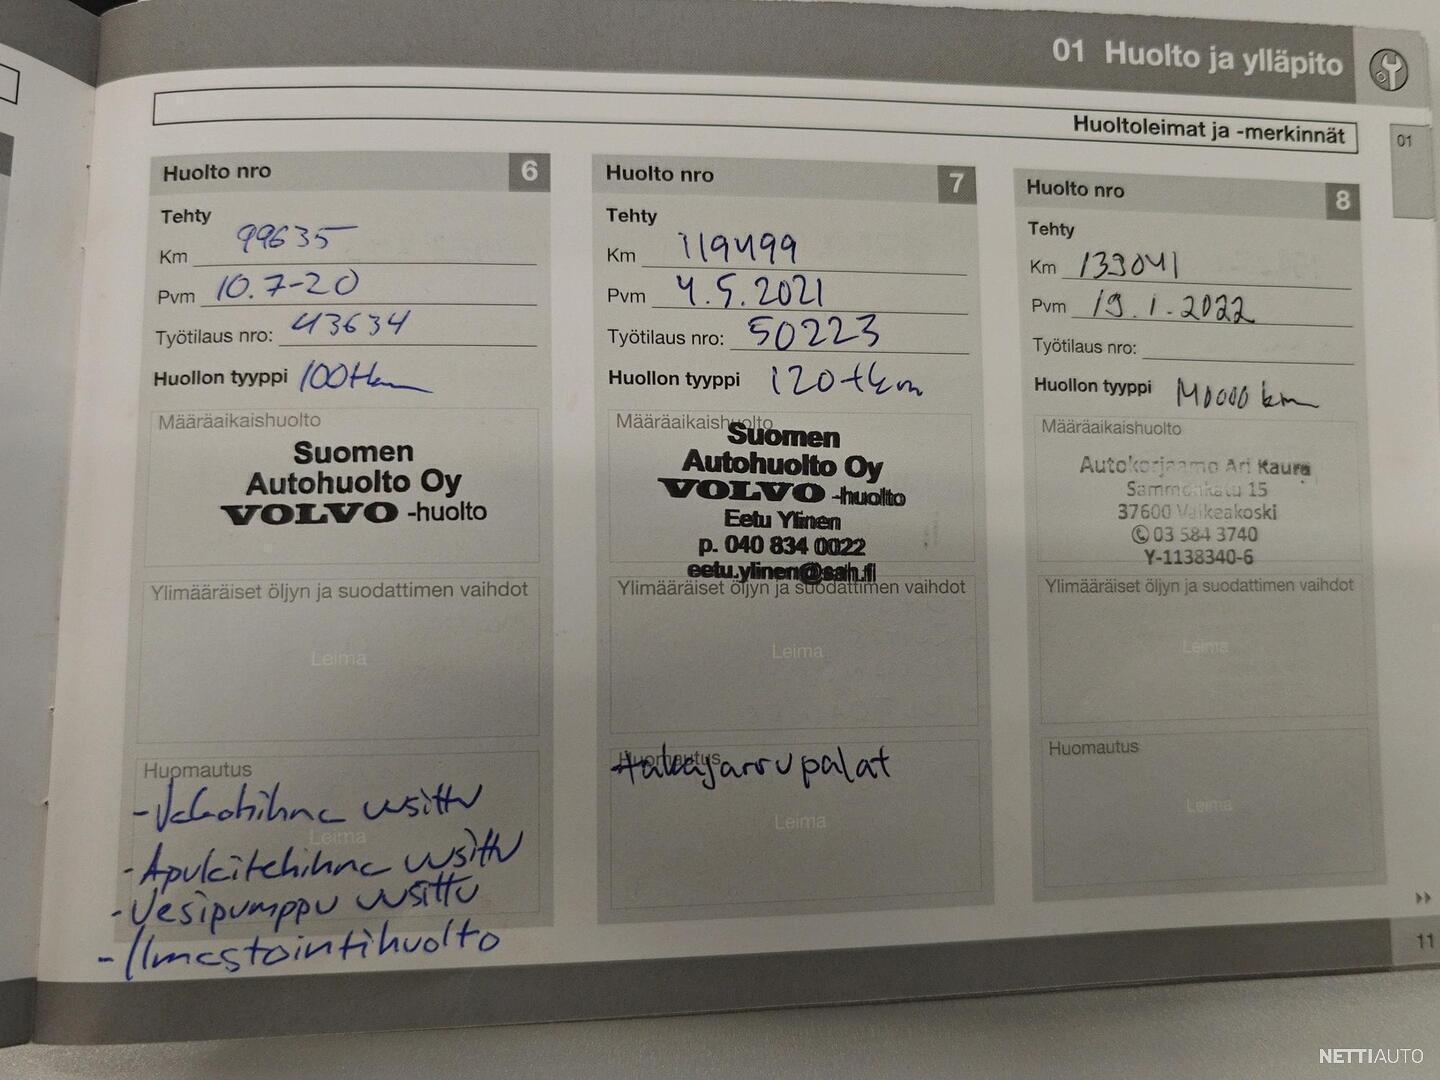 01 Huolto ja ylläpito
Huoltoleimat ja -merkinnät
01
Huolto nro 6
Tehty
Km 99635
Pvm 10.7-20
Työtilaus nro: 43634
Huollon tyyppi 100tkm
Määräaikaishuolto
Suomen
Autohuolto Oy
VOLVO -huolto
Ylimääräiset öljyn ja suodattimen vaihdot
Leima
Huomautus
Leima
- Jakohihna uusittu
- Apulaitehihna uusittu
- Vesipumppu uusittu
- Ilmastointihuolto
Huolto nro 7
Tehty
Km 119499
Pvm 4.5.2021
Työtilaus nro: 50223
Huollon tyyppi 120tkm
Määräaikaishuolto
Suomen
Autohuolto Oy
VOLVO -huolto
Eetu Ylinen
p. 040 834 0022
eetu.ylinen@sah.fi
Ylimääräiset öljyn ja suodattimen vaihdot
Leima
Huomautus
takajarrupalat
Leima
Huolto nro 8
Tehty
Km 139041
Pvm 19.1.2022
Työtilaus nro:
Huollon tyyppi 140000 km
Määräaikaishuolto
Autokorjaamo Ari Kaura
Sammonkatu 15
37600 Valkeakoski
03 584 3740
Y-1138340-6
Ylimääräiset öljyn ja suodattimen vaihdot
Leima
Huomautus
Leima
11
NETTIAUTO